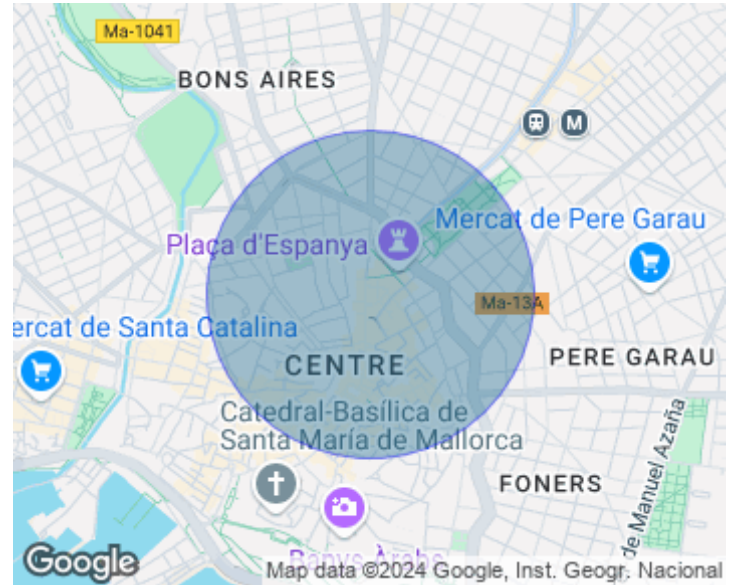 Ma-1041
BONS AIRES
M
Mercat de Pere Garau
Plaça d'Espanya
Ma-13A
ercat de Santa Catalina
CENTRE
PERE GARAU
Catedral-Basílica de
Santa María de Mallorca
de Manuel Azaña
FONERS
Banys Àrabs
Google
Map data ©2024 Google, Inst. Geogr. Nacional